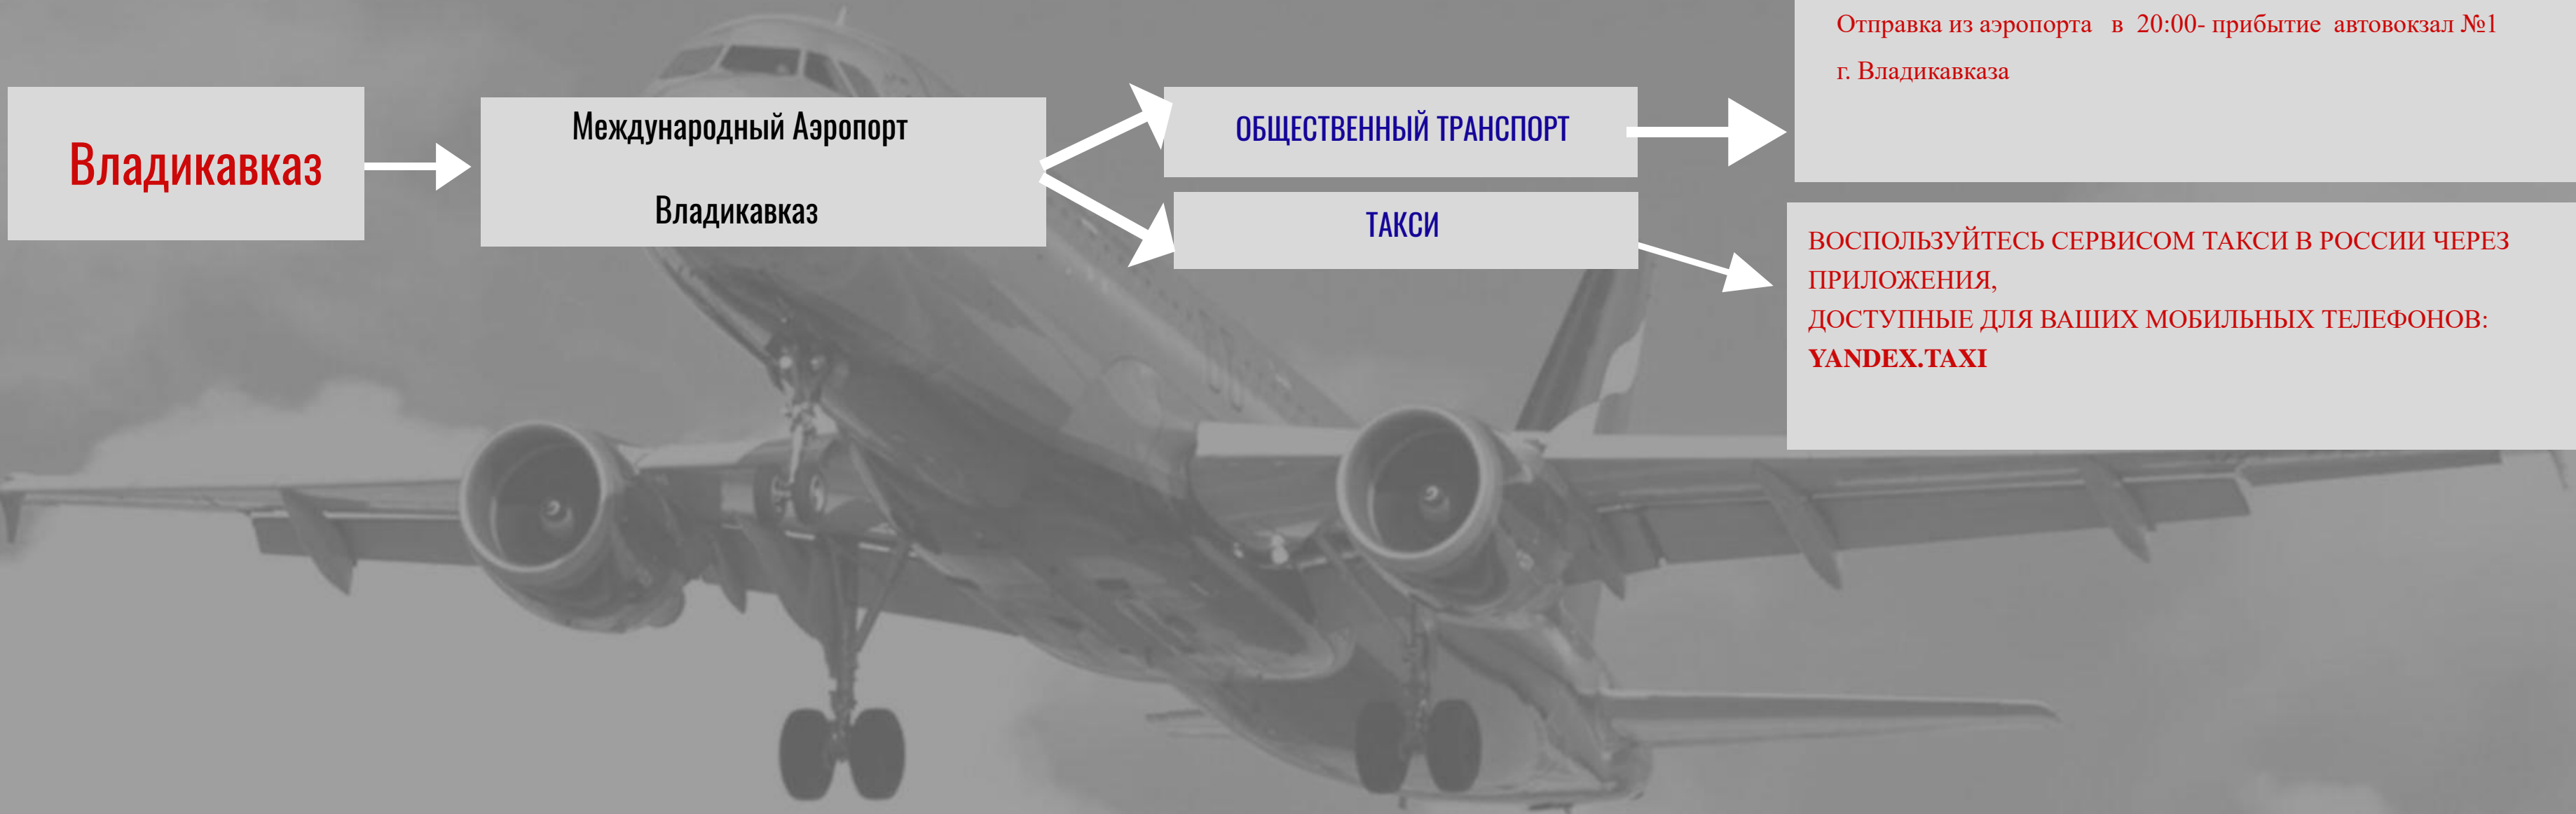 Отправка из аэропорта в 20:00- прибытие автовокзал №1
г. Владикавказа
Владикавказ
Международный Аэропорт
Владикавказ
ОБЩЕСТВЕННЫЙ ТРАНСПОРТ
ТАКСИ
ВОСПОЛЬЗУЙТЕСЬ СЕРВИСОМ ТАКСИ В РОССИИ ЧЕРЕЗ
ПРИЛОЖЕНИЯ,
ДОСТУПНЫЕ ДЛЯ ВАШИХ МОБИЛЬНЫХ ТЕЛЕФОНОВ:
YANDEX.TAXI